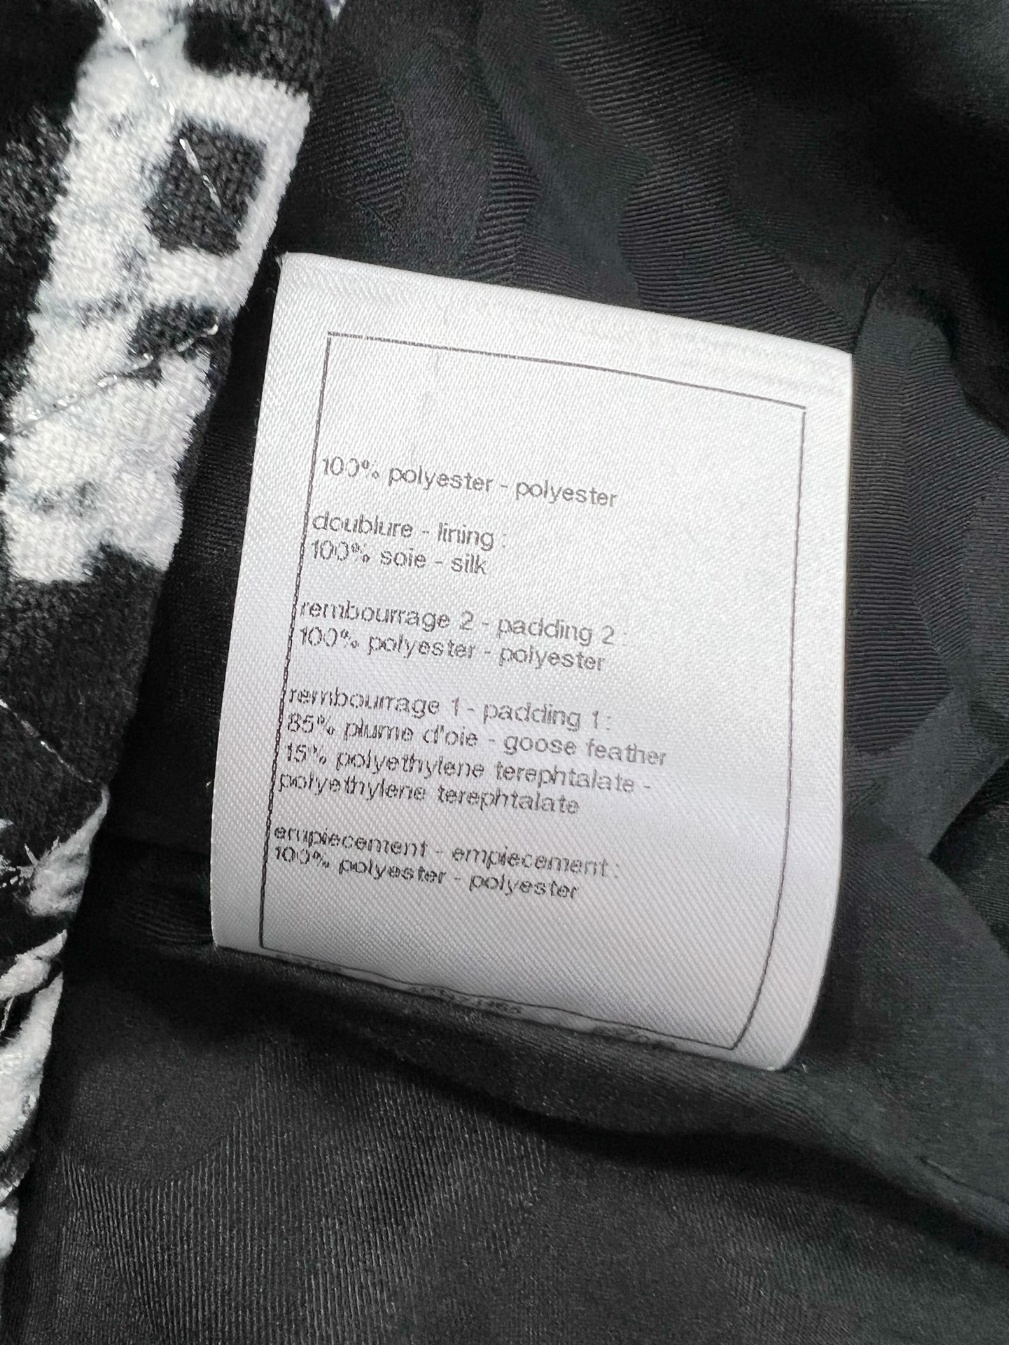 100% polyester - polyester
doublure - lining :
100% soie - silk
rembourrage 2 - padding 2 :
100% polyester - polyester
rembourrage 1 - padding 1 :
85% plume d'oie - goose feather
15% polyethylene terephtalate -
polyethylene terephtalate
empiecement - empiecement :
100% polyester - polyester